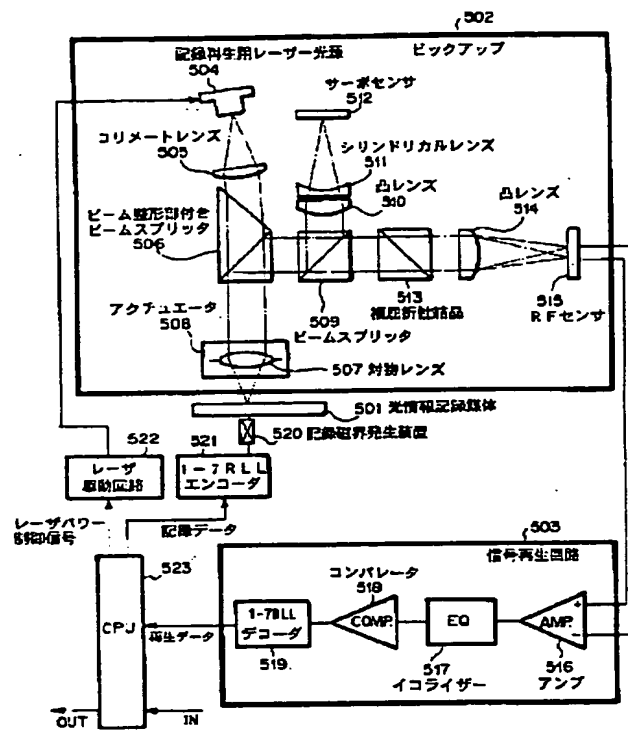 502
ピックアップ
記録再生用レーザー光源
504
サーボセンサ
512
コリメートレンズ
505
シリンドリカルレンズ
511
凸レンズ
510
凸レンズ
514
ビーム整形部付き
ビームスプリッタ
506
513
複屈折性結晶
515
RFセンサ
509
ビームスプリッタ
アクチュエータ
508
507 対物レンズ
501 光情報記録媒体
520 記録磁界発生装置
522
レーザ
駆動回路
521
1-7RLL
エンコーダ
レーザパワー
制御信号
記録データ
523
CPU
503
信号再生回路
コンパレータ
518
1-7RLL
デコーダ
519
COMP.
EQ
517
イコライザー
AMP.
+
−
516
アンプ
再生データ
OUT
IN